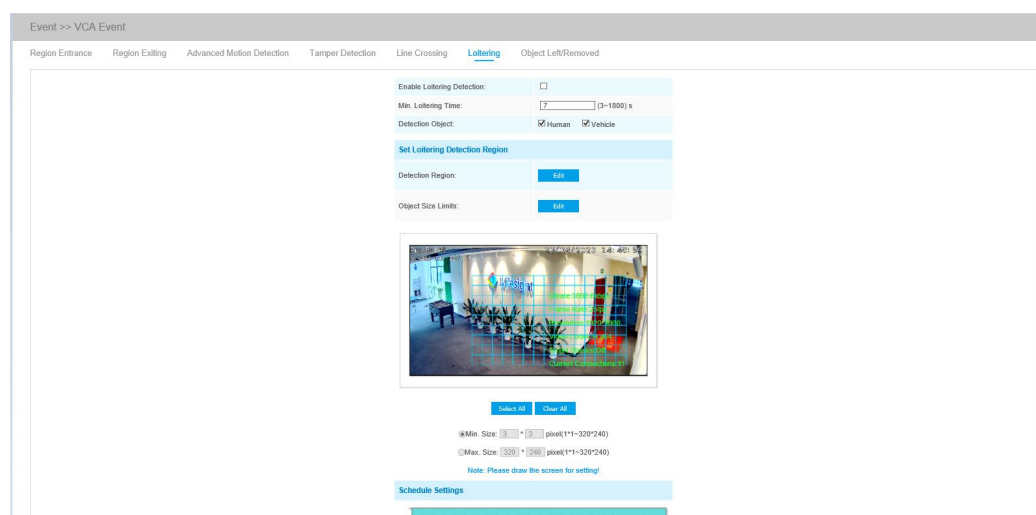 Event >> VCA Event
Region Entrance Region Exiting Advanced Motion Detection Tamper Detection Line Crossing Loitering Object Left/Removed
Enable Loitering Detection:
Min. Loitering Time: 7 (3~1800) s
Detection Object: Human Vehicle
Set Loitering Detection Region
Detection Region: Edit
Object Size Limits: Edit
Milesight
Select All Clear All
Min. Size: 3 * 3 pixel(1*1~320*240)
Max. Size: 320 * 240 pixel(1*1~320*240)
Note: Please draw the screen for setting!
Schedule Settings